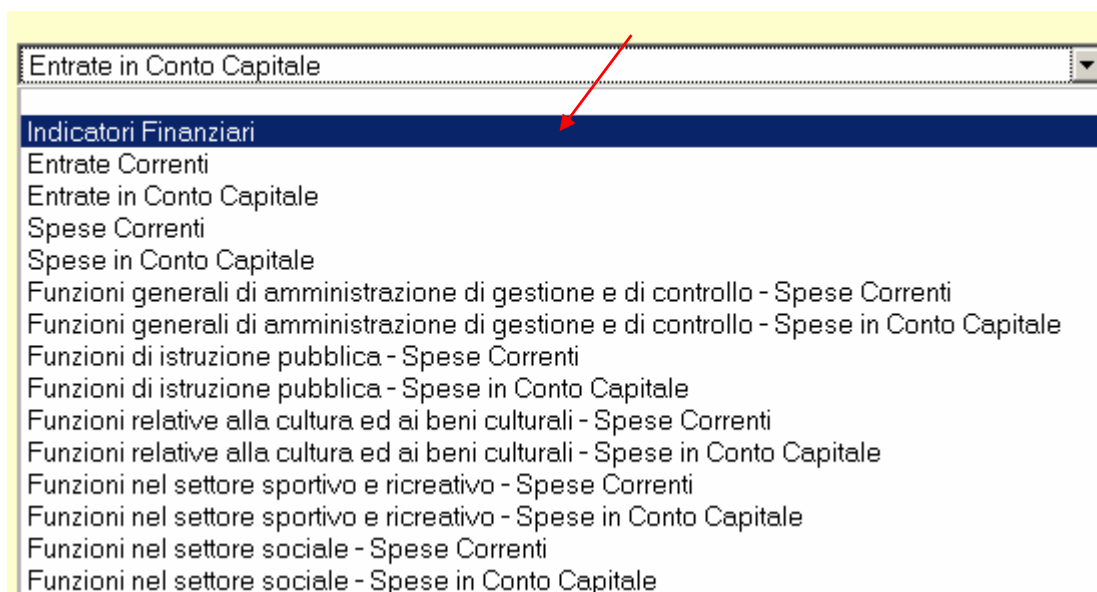 Entrate in Conto Capitale
Indicatori Finanziari
Entrate Correnti
Entrate in Conto Capitale
Spese Correnti
Spese in Conto Capitale
Funzioni generali di amministrazione di gestione e di controllo - Spese Correnti
Funzioni generali di amministrazione di gestione e di controllo - Spese in Conto Capitale
Funzioni di istruzione pubblica - Spese Correnti
Funzioni di istruzione pubblica - Spese in Conto Capitale
Funzioni relative alla cultura ed ai beni culturali - Spese Correnti
Funzioni relative alla cultura ed ai beni culturali - Spese in Conto Capitale
Funzioni nel settore sportivo e ricreativo - Spese Correnti
Funzioni nel settore sportivo e ricreativo - Spese in Conto Capitale
Funzioni nel settore sociale - Spese Correnti
Funzioni nel settore sociale - Spese in Conto Capitale